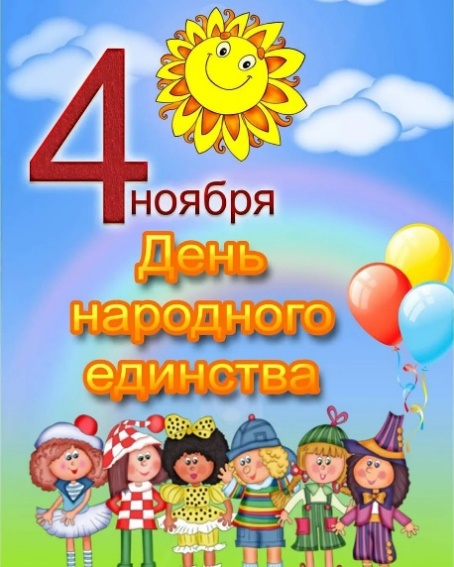 4 ноября
День
народного
единства